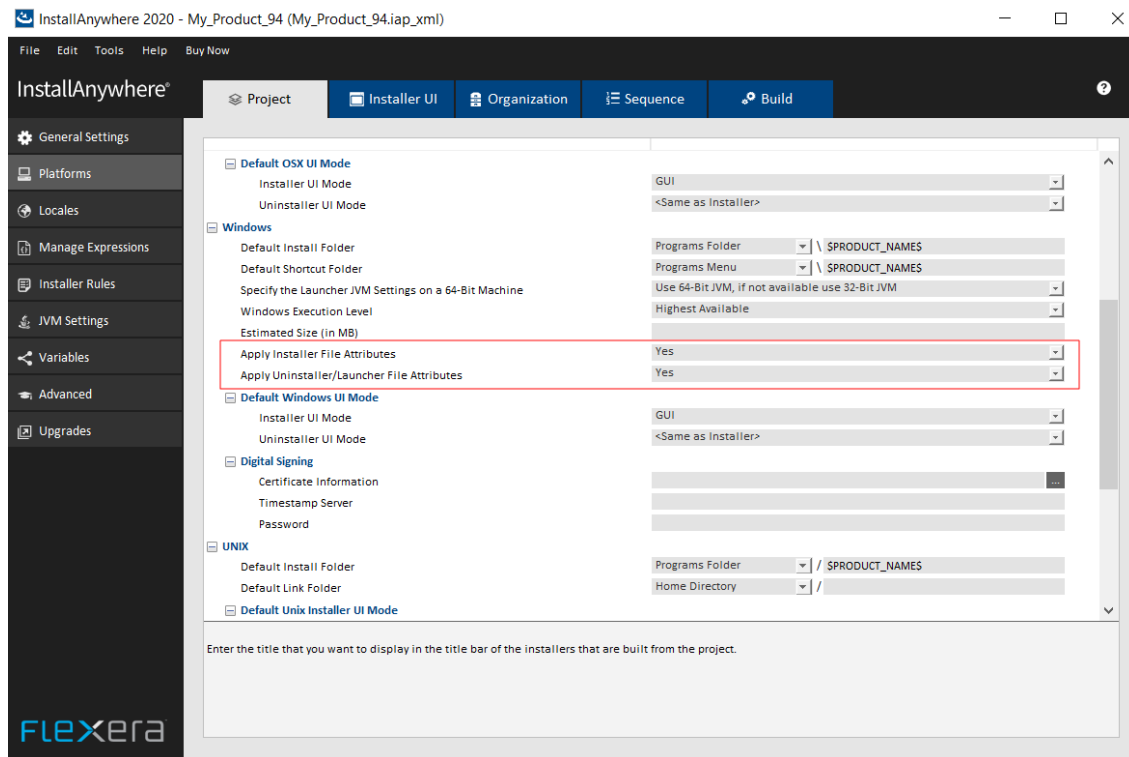 InstallAnywhere 2020 - My_Product_94 (My_Product_94.iap_xml)
File Edit Tools Help Buy Now
InstallAnywhere®
Project Installer UI Organization Sequence Build ?
General Settings
Platforms
Locales
Manage Expressions
Installer Rules
JVM Settings
Variables
Advanced
Upgrades
Default OSX UI Mode
Installer UI Mode GUI
Uninstaller UI Mode <Same as Installer>
Windows
Default Install Folder Programs Folder \ $PRODUCT_NAME$
Default Shortcut Folder Programs Menu \ $PRODUCT_NAME$
Specify the Launcher JVM Settings on a 64-Bit Machine Use 64-Bit JVM, if not available use 32-Bit JVM
Windows Execution Level Highest Available
Estimated Size (in MB)
Apply Installer File Attributes Yes
Apply Uninstaller/Launcher File Attributes Yes
Default Windows UI Mode
Installer UI Mode GUI
Uninstaller UI Mode <Same as Installer>
Digital Signing
Certificate Information ...
Timestamp Server
Password
UNIX
Default Install Folder Programs Folder / $PRODUCT_NAME$
Default Link Folder Home Directory /
Default Unix Installer UI Mode
Enter the title that you want to display in the title bar of the installers that are built from the project.
Flexera